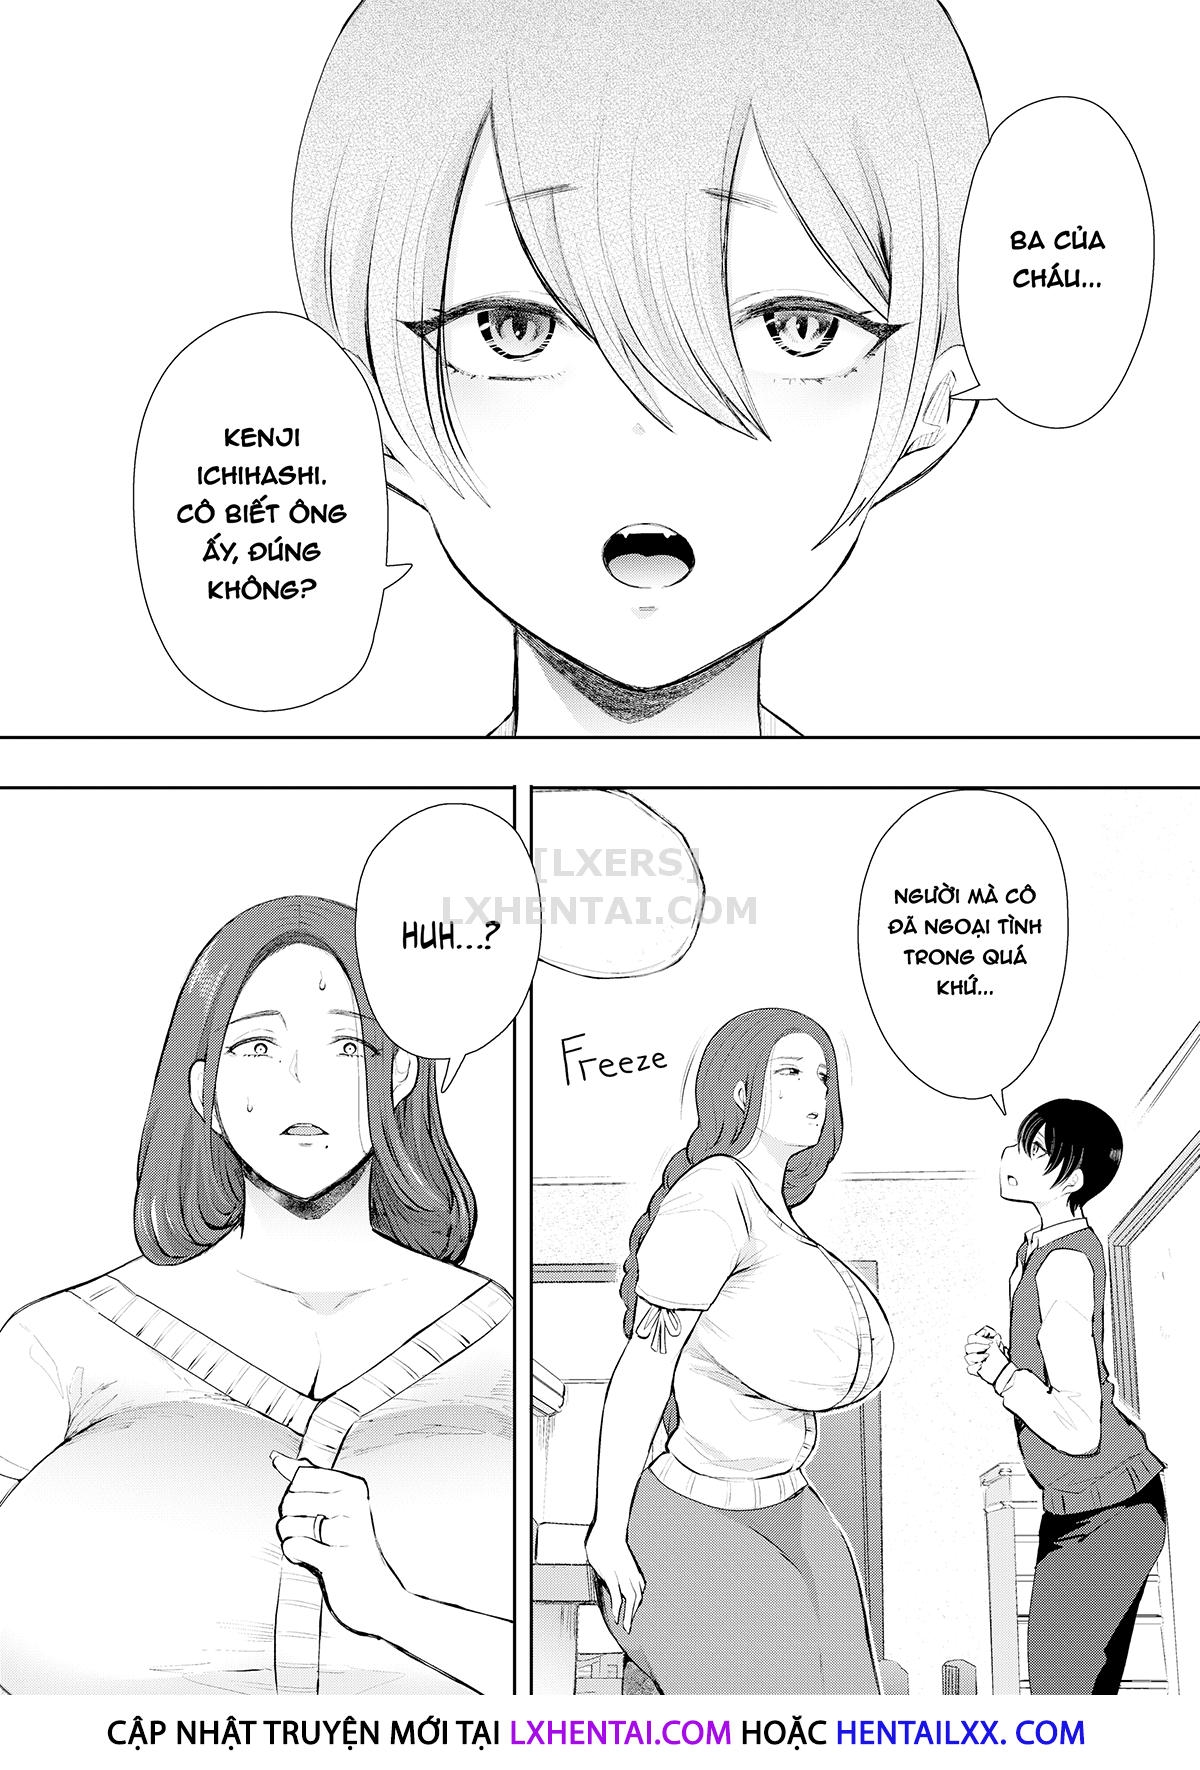 BA CỦA
CHÁU...
KENJI
ICHIHASHI.
CÔ BIẾT ÔNG
ẤY, ĐÚNG
KHÔNG?
NGƯỜI MÀ CÔ
ĐÃ NGOẠI TÌNH
TRONG QUÁ
KHỨ...
Freeze
HUH...?
[LXERS]
LXHENTAI.COM
CẬP NHẬT TRUYỆN MỚI TẠI LXHENTAI.COM HOẶC HENTAILXX. COM